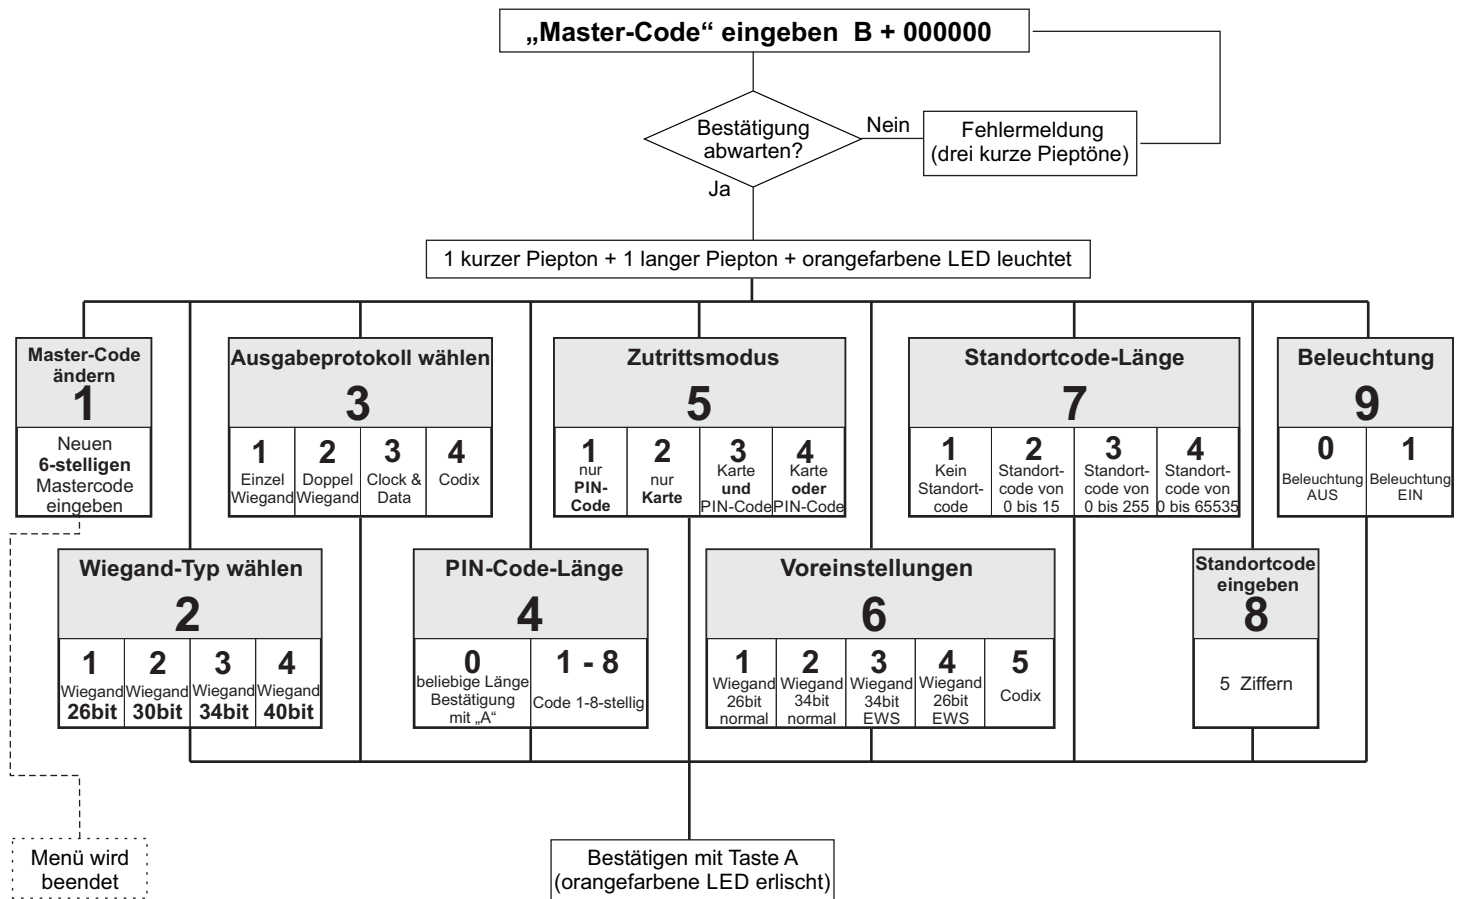 „Master-Code“ eingeben  B + 000000
Bestätigung
abwarten?
Nein
Fehlermeldung
(drei kurze Pieptöne)
Ja
1 kurzer Piepton + 1 langer Piepton + orangefarbene LED leuchtet
Master-Code
ändern
1
Neuen
6-stelligen
Mastercode
eingeben
Ausgabeprotokoll wählen
3
1
Einzel
Wiegand
2
Doppel
Wiegand
3
Clock &
Data
4
Codix
Zutrittsmodus
5
1
nur
PIN-
Code
2
nur
Karte
3
Karte
und
PIN-Code
4
Karte
oder
PIN-Code
Standortcode-Länge
7
1
Kein
Standort-
code
2
Standort-
code von
0 bis 15
3
Standort-
code von
0 bis 255
4
Standort-
code von
0 bis 65535
Beleuchtung
9
0
Beleuchtung
AUS
1
Beleuchtung
EIN
Wiegand-Typ wählen
2
1
Wiegand
26bit
2
Wiegand
30bit
3
Wiegand
34bit
4
Wiegand
40bit
PIN-Code-Länge
4
0
beliebige Länge
Bestätigung
mit „A“
1 - 8
Code 1-8-stellig
Voreinstellungen
6
1
Wiegand
26bit
normal
2
Wiegand
34bit
normal
3
Wiegand
34bit
EWS
4
Wiegand
26bit
EWS
5
Codix
Standortcode
eingeben
8
5 Ziffern
Menü wird
beendet
Bestätigen mit Taste A
(orangefarbene LED erlischt)